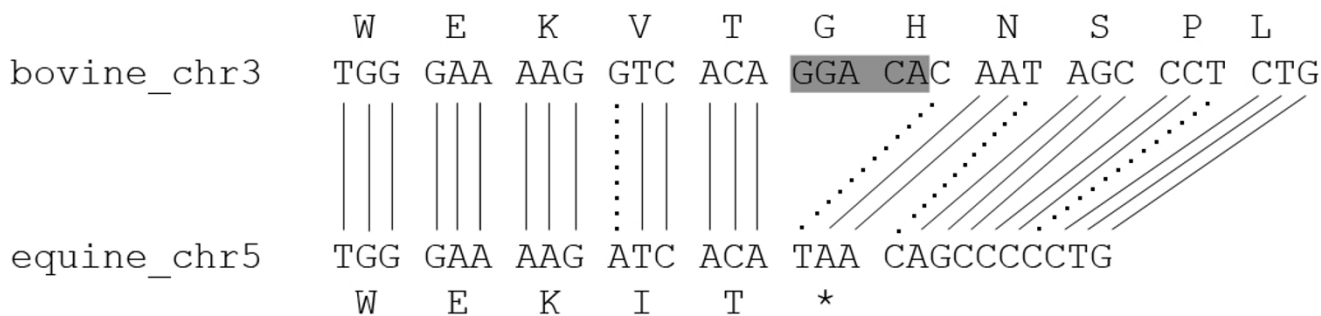 W E K V T G H N S P L
bovine_chr3 TGG GAA AAG GTC ACA GGA CAC AAT AGC CCT CTG
equine_chr5 TGG GAA AAG ATC ACA TAA CAGCCCCCTG
W E K I T *